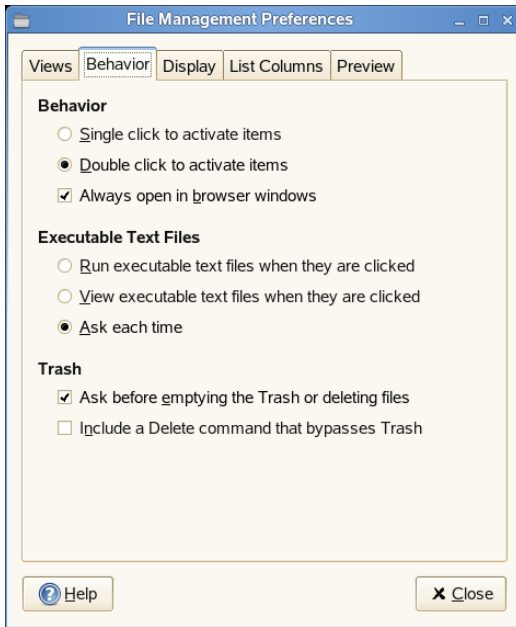 File Management Preferences
Views Behavior Display List Columns Preview
Behavior
Single click to activate items
Double click to activate items
Always open in browser windows
Executable Text Files
Run executable text files when they are clicked
View executable text files when they are clicked
Ask each time
Trash
Ask before emptying the Trash or deleting files
Include a Delete command that bypasses Trash
Help Close